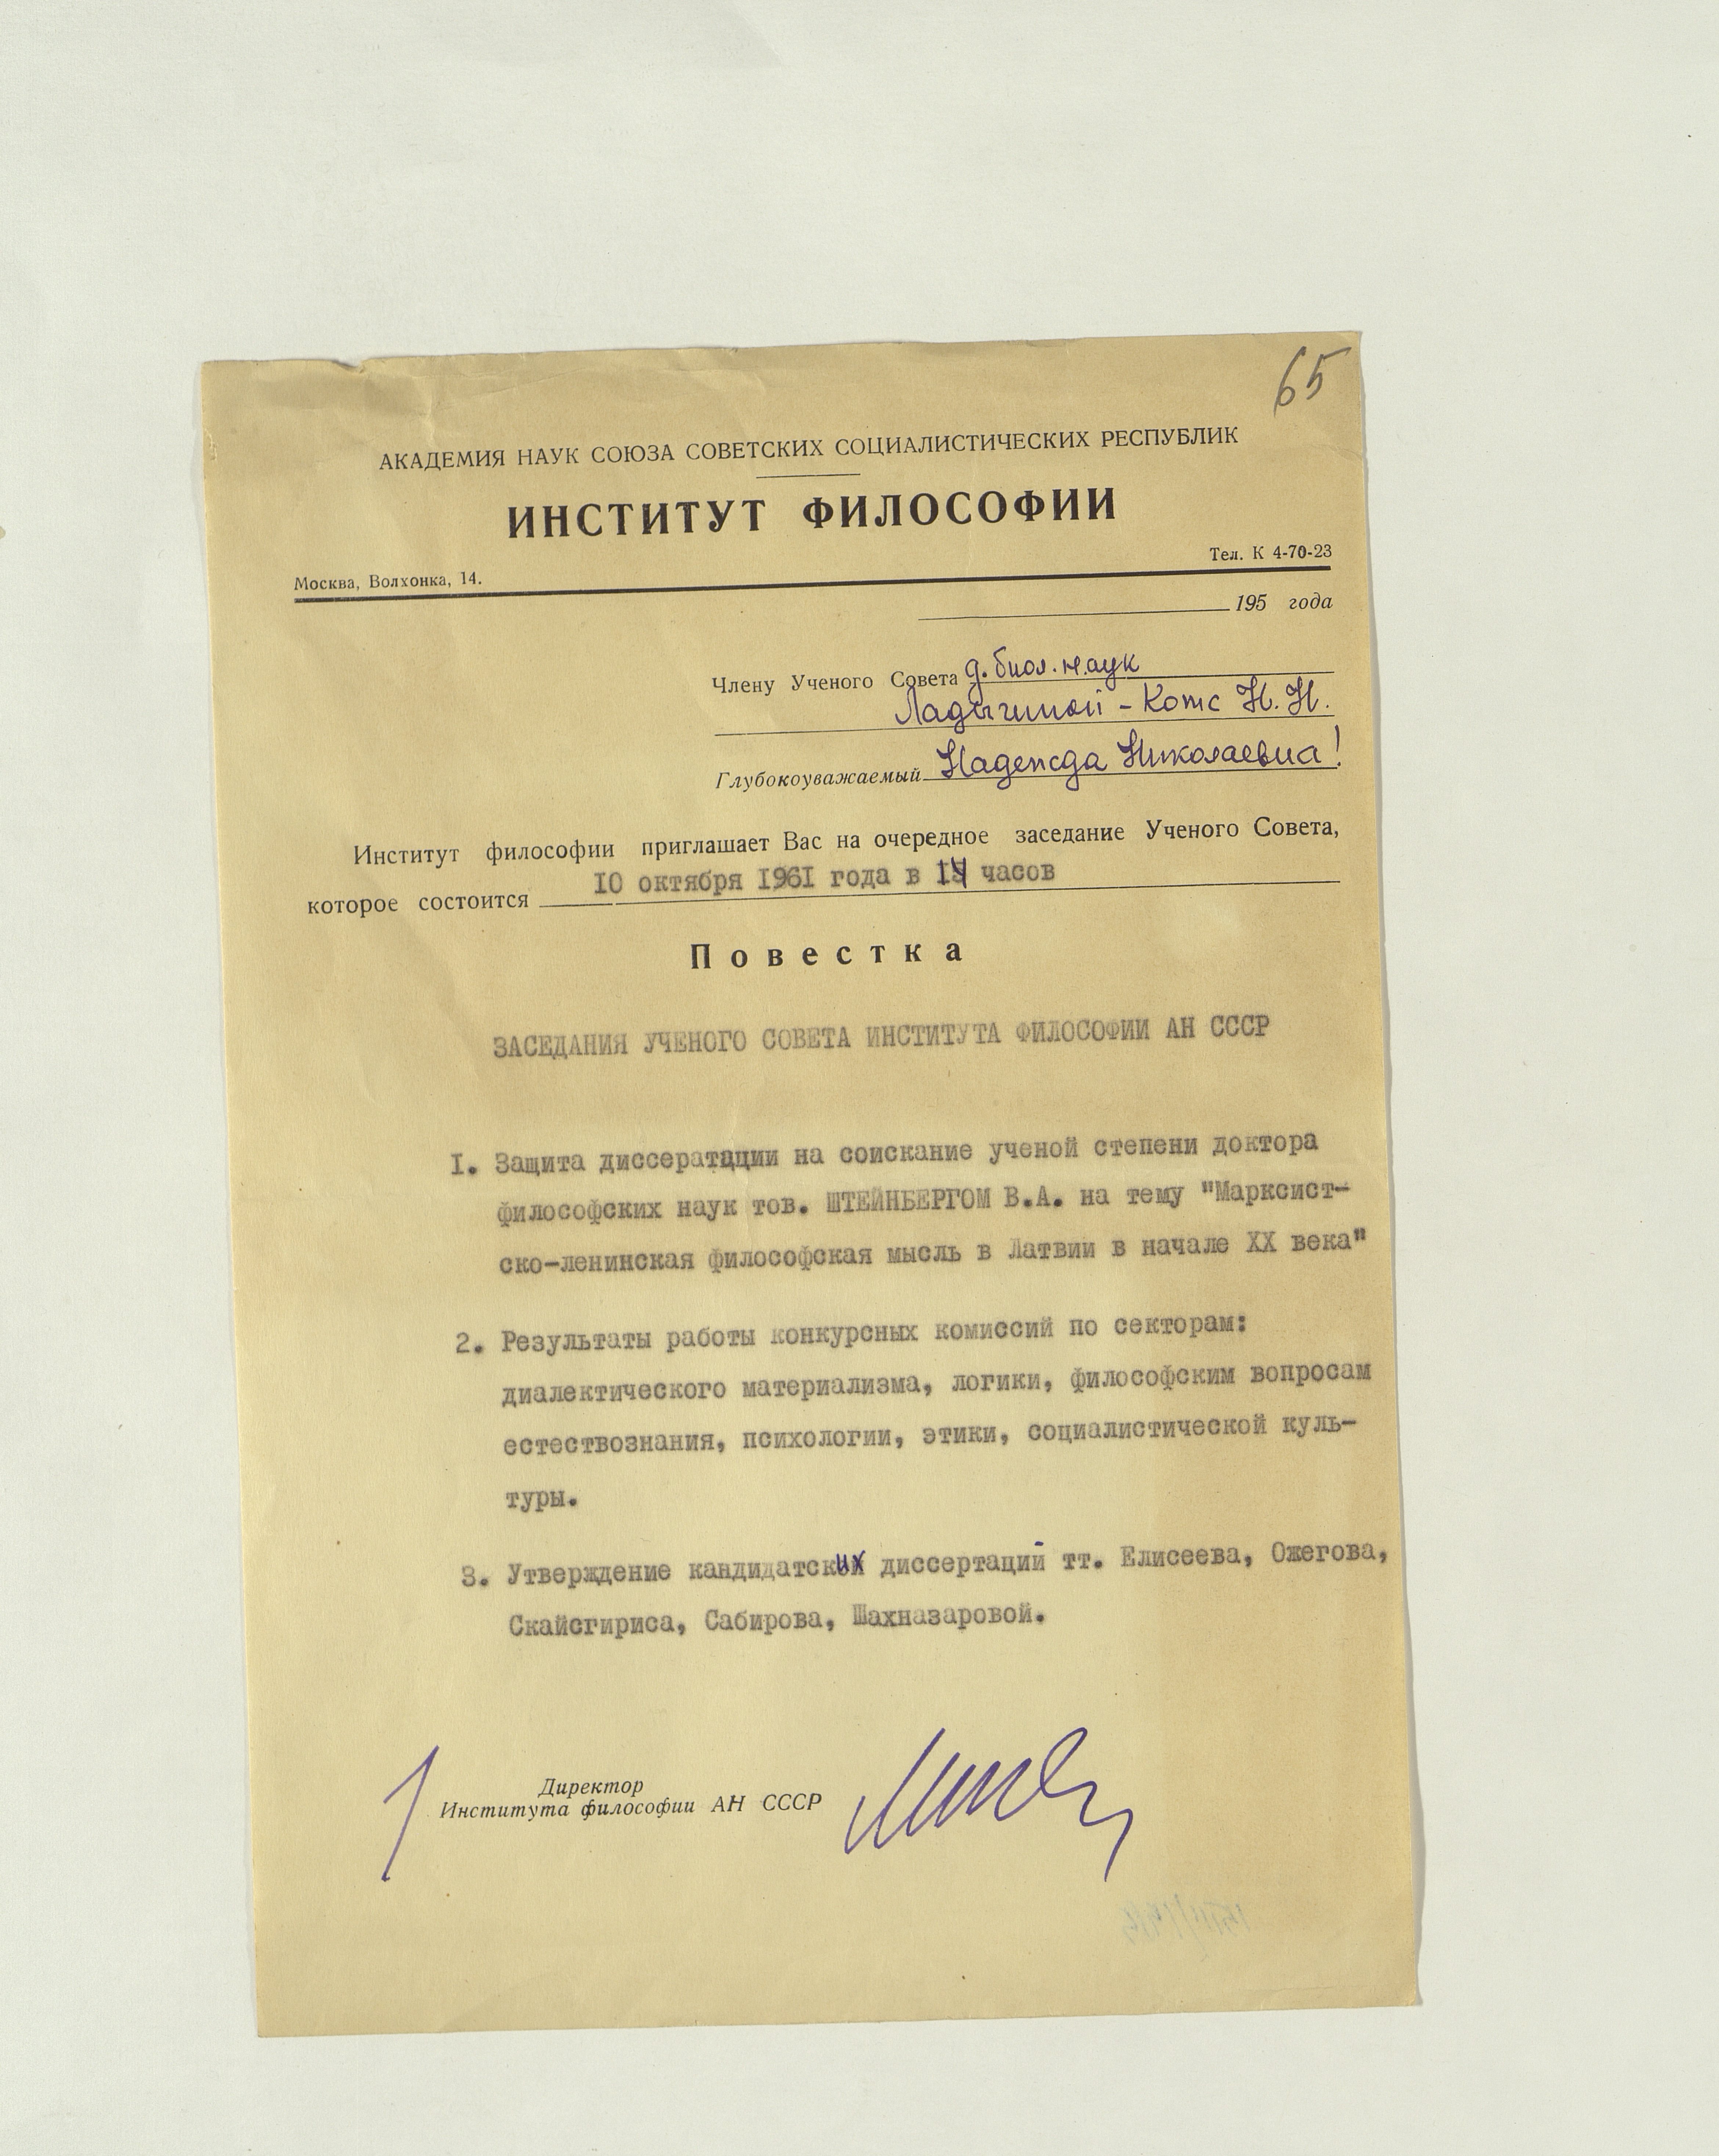 65
АКАДЕМИЯ НАУК СОЮЗА СОВЕТСКИХ СОЦИАЛИСТИЧЕСКИХ РЕСПУБЛИК
ИНСТИТУТ ФИЛОСОФИИ
Тел. К 4-70-23
Москва, Волхонка, 14.
195 года
Члену Ученого Совета д. биол. наук
Ладыгиной - Котс Н. Н.
Глубокоуважаемый Надежда Николаевна!
Институт философии приглашает Вас на очередное заседание Ученого Совета,
которое состоится 10 октября 1961 года в 14 часов
Повестка
ЗАСЕДАНИЯ УЧЕНОГО СОВЕТА ИНСТИТУТА ФИЛОСОФИИ АН СССР
1. Защита диссератации на соискание ученой степени доктора
философских наук тов. ШТЕЙНБЕРГОМ В.А. на тему "Марксист-
ско-ленинская философская мысль в Латвии в начале XX века"
2. Результаты работы конкурсных комиссий по секторам:
диалектического материализма, логики, философским вопросам
естествознания, психологии, этики, социалистической куль-
туры.
3. Утверждение кандидатских диссертаций тт. Елисеева, Ожегова,
Скайсгириса, Сабирова, Шахназаровой.
Директор
Института философии АН СССР